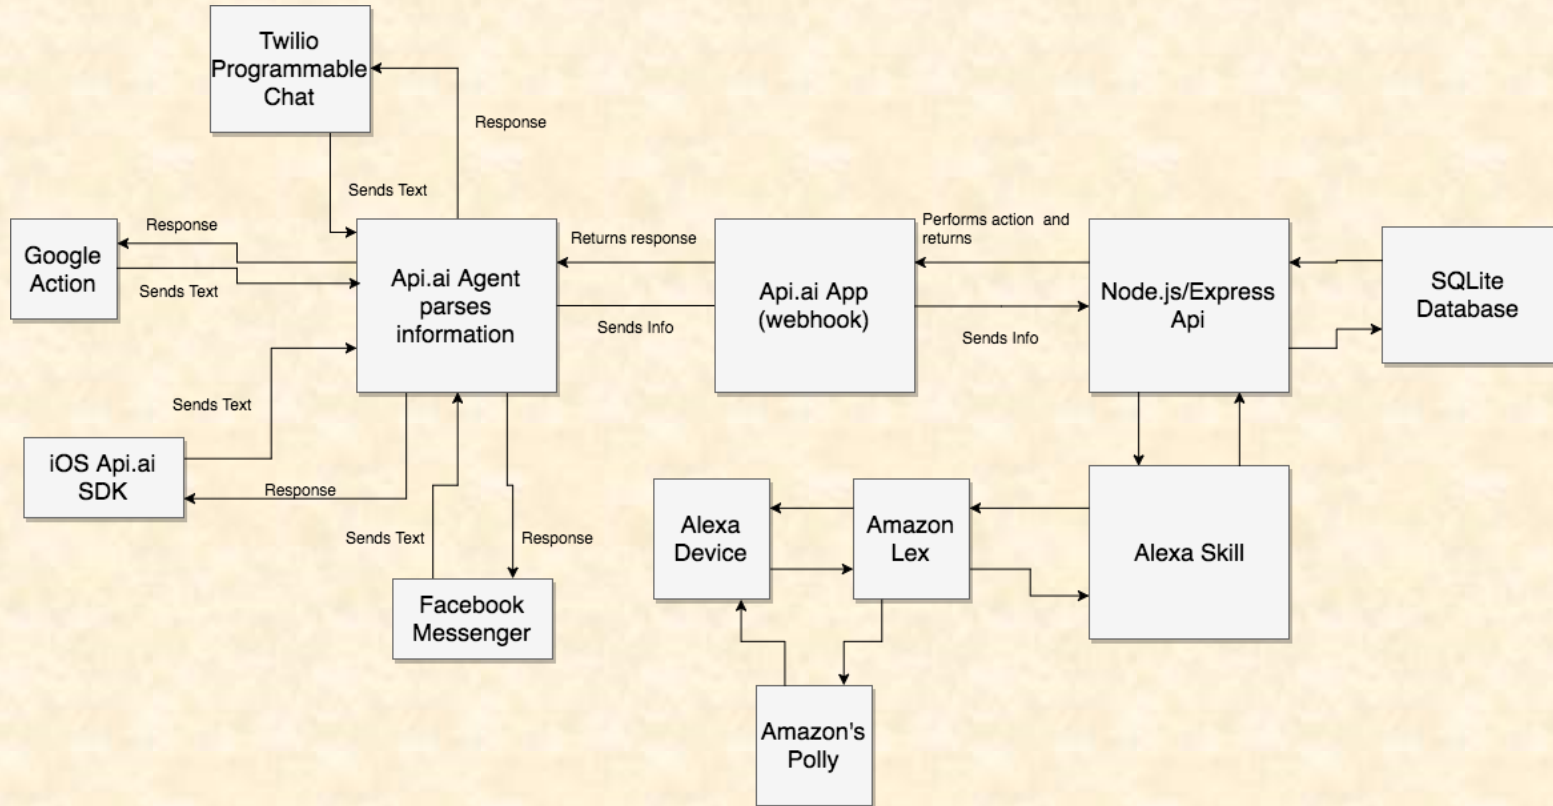 Twilio
Programmable
Chat
Response
Sends Text
Google
Action
Response
Sends Text
Api.ai Agent
parses
information
Returns response
Sends Info
Api.ai App
(webhook)
Performs action and
returns
Sends Info
Node.js/Express
Api
SQLite
Database
Sends Text
iOS Api.ai
SDK
Response
Sends Text
Response
Facebook
Messenger
Alexa
Device
Amazon
Lex
Alexa Skill
Amazon's
Polly